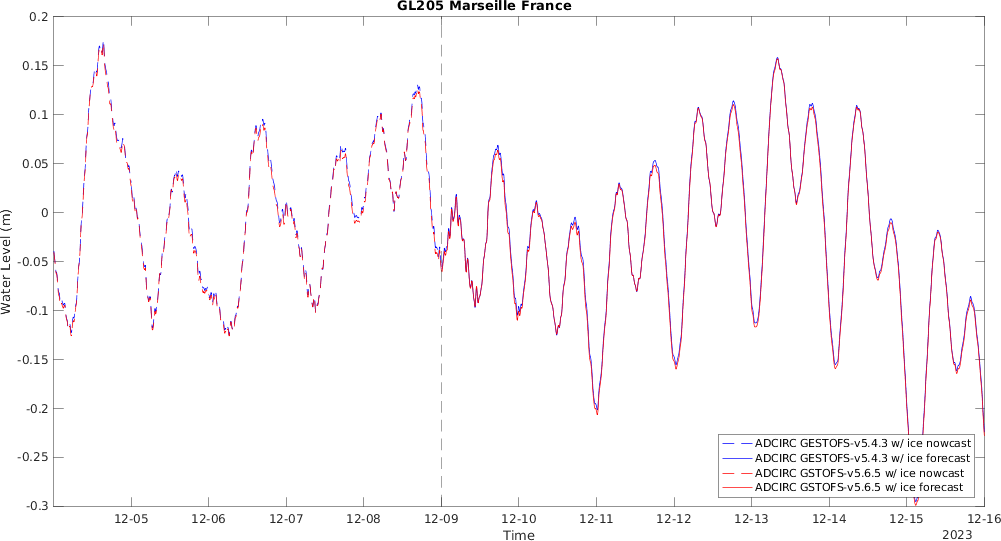 GL205 Marseille France
0.2
0.15
0.1
0.05
0
-0.05
-0.1
-0.15
-0.2
-0.25
-0.3
Water Level (m)
ADCIRC GESTOFS-v5.4.3 w/ ice nowcast
ADCIRC GESTOFS-v5.4.3 w/ ice forecast
ADCIRC GSTOFS-v5.6.5 w/ ice nowcast
ADCIRC GSTOFS-v5.6.5 w/ ice forecast
12-05 12-06 12-07 12-08 12-09 12-10 12-11 12-12 12-13 12-14 12-15 12-16
Time
2023